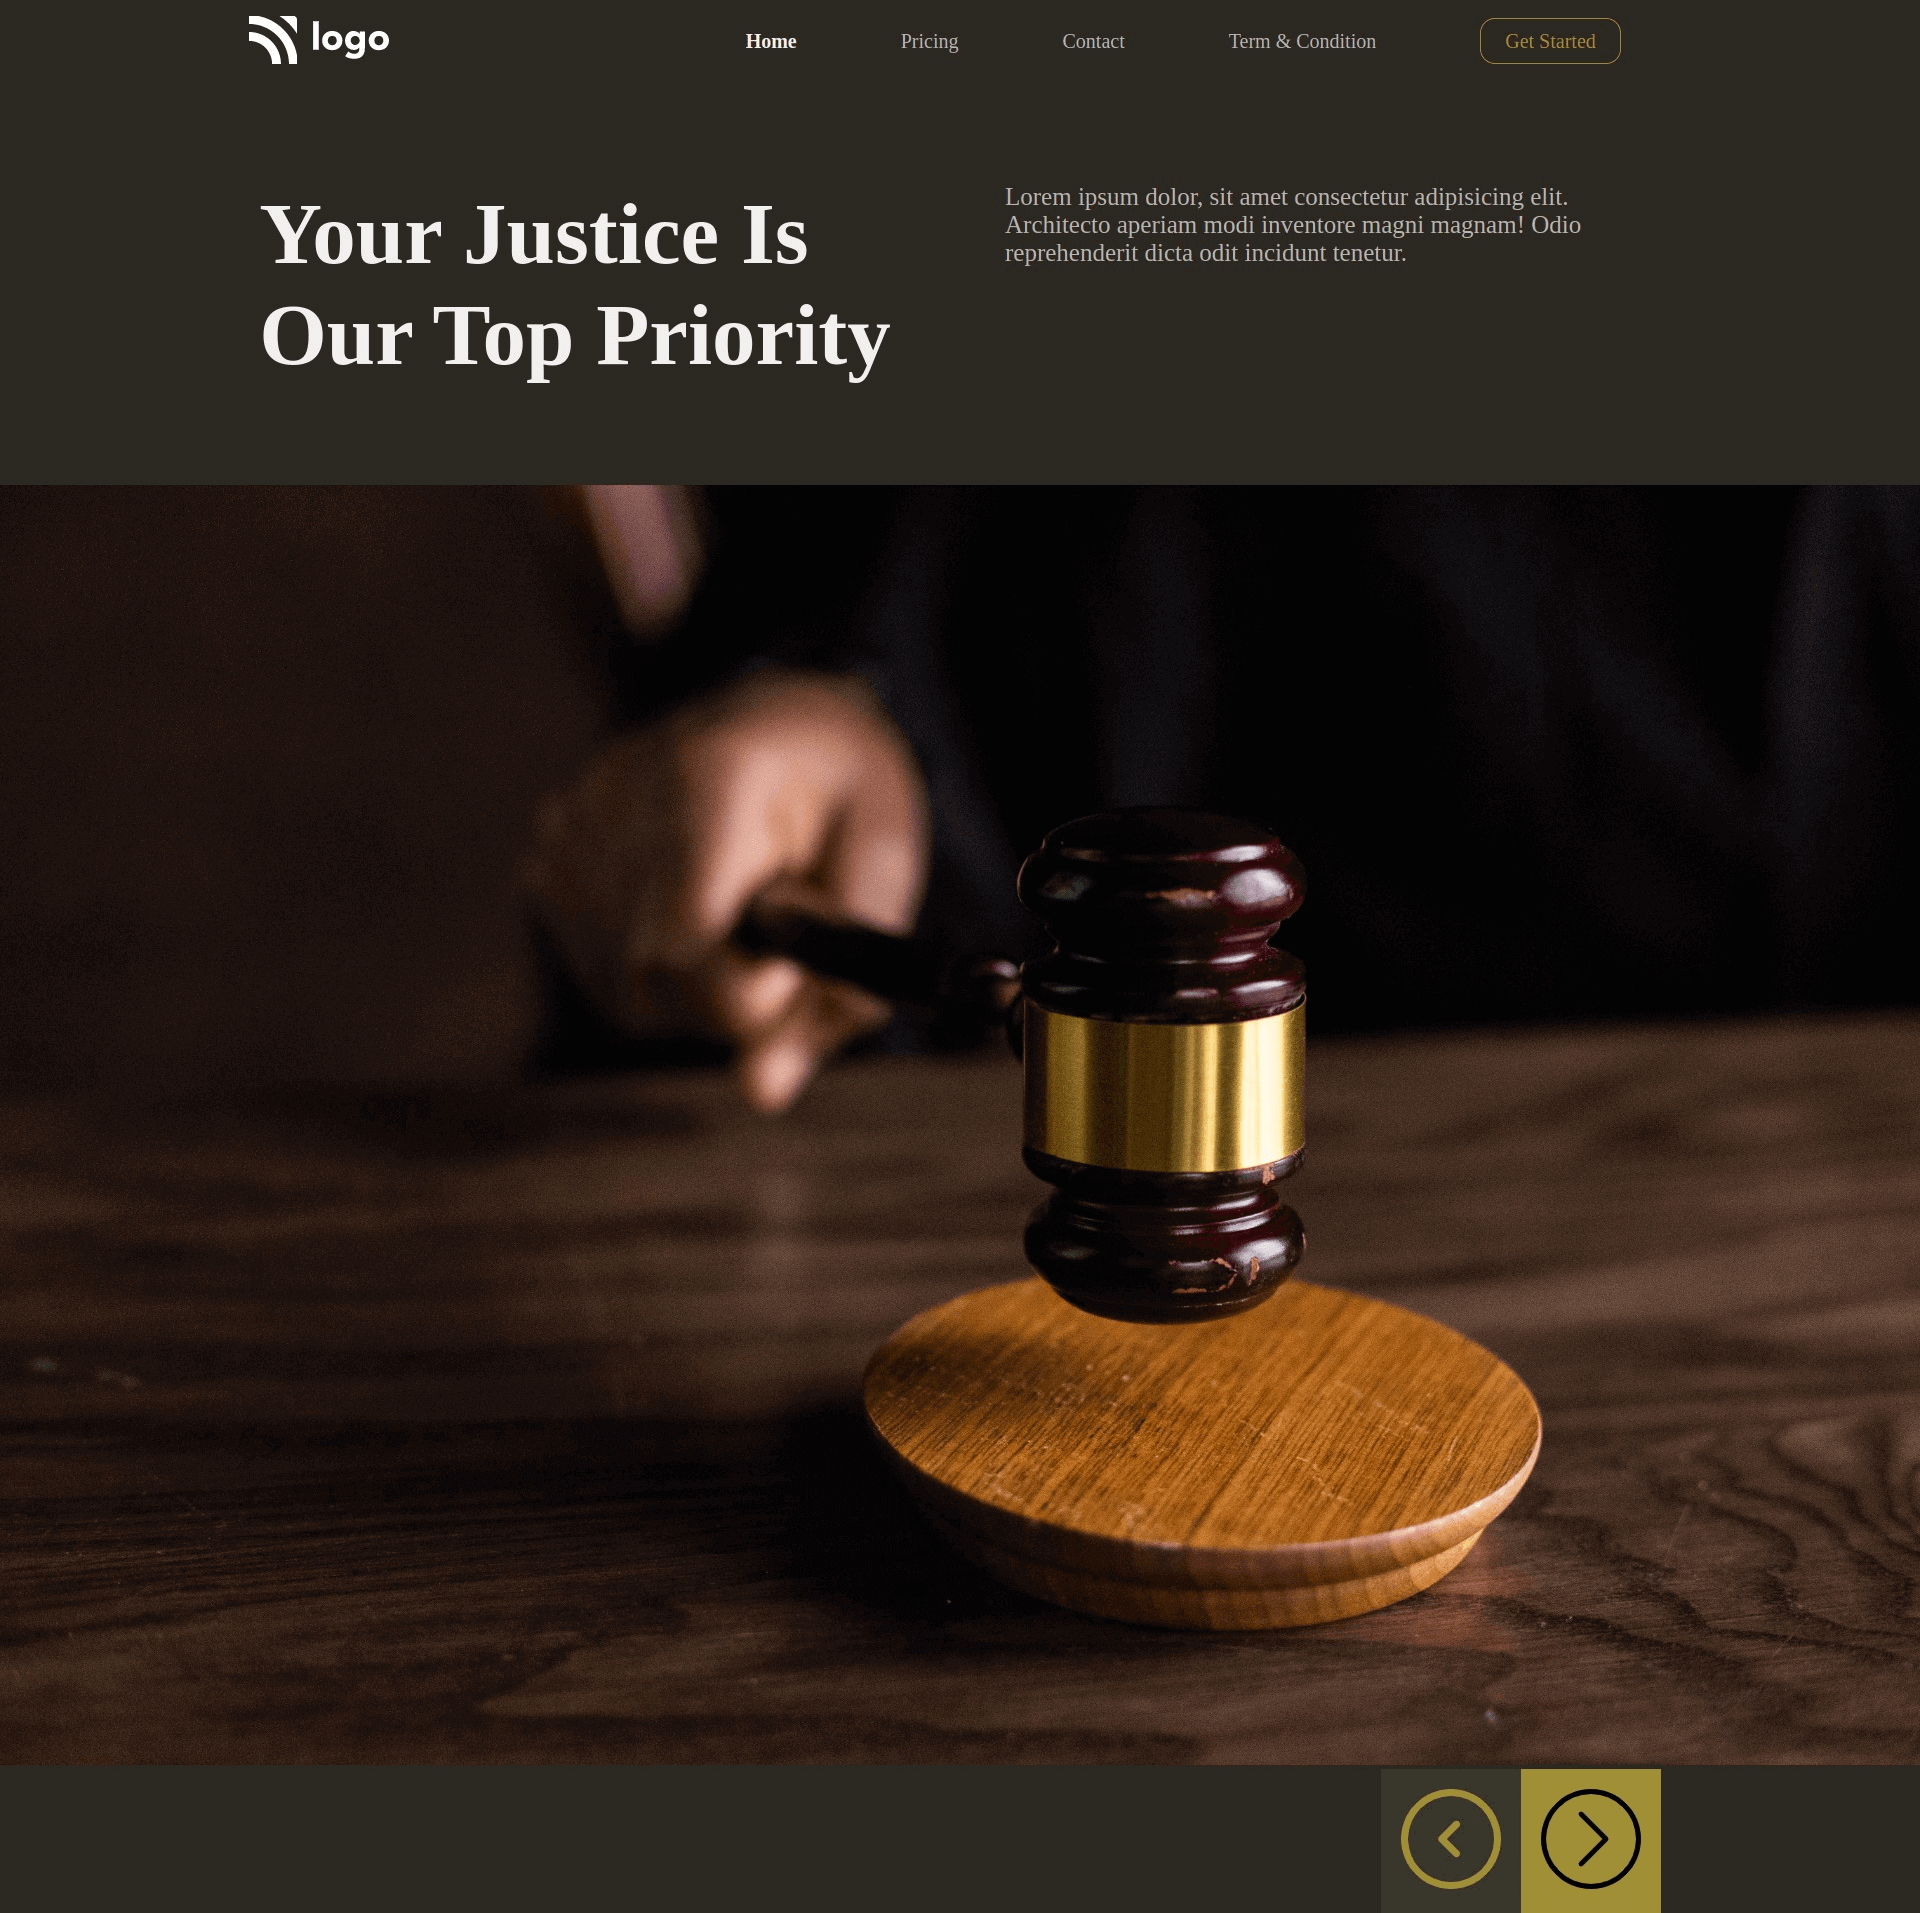 logo
Home
Pricing
Contact
Term & Condition
Get Started
Your Justice Is
Our Top Priority
Lorem ipsum dolor, sit amet consectetur adipisicing elit.
Architecto aperiam modi inventore magni magnam! Odio
reprehenderit dicta odit incidunt tenetur.